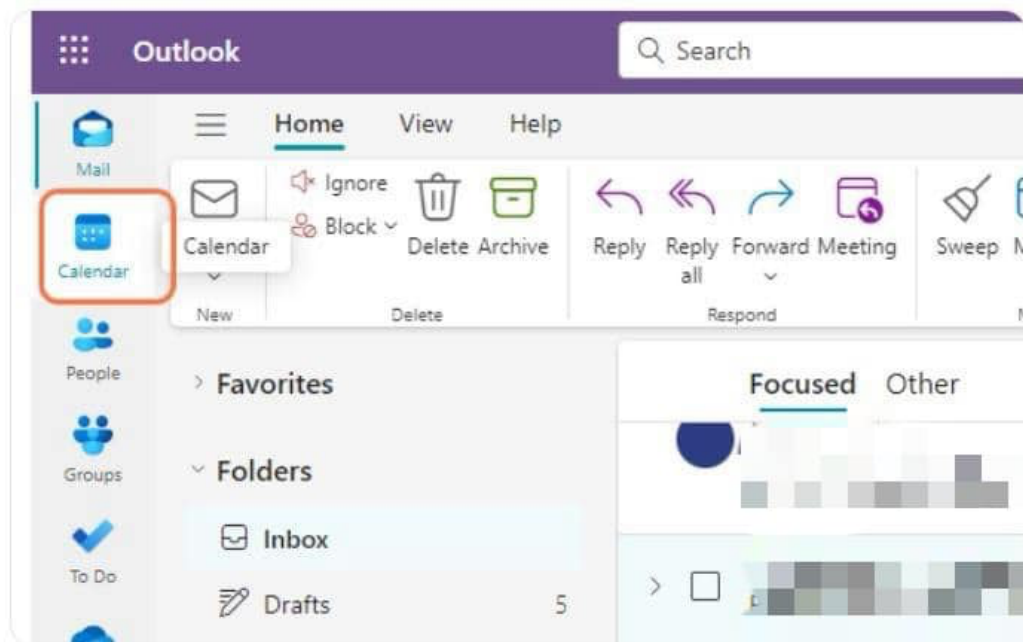 Outlook
Search
Home View Help
Mail
Calendar
People
Groups
To Do
Calendar
New
Ignore
Block
Delete Archive
Delete
Reply Reply all Forward Meeting
Respond
Sweep
Favorites
Folders
Inbox
Drafts 5
Focused Other